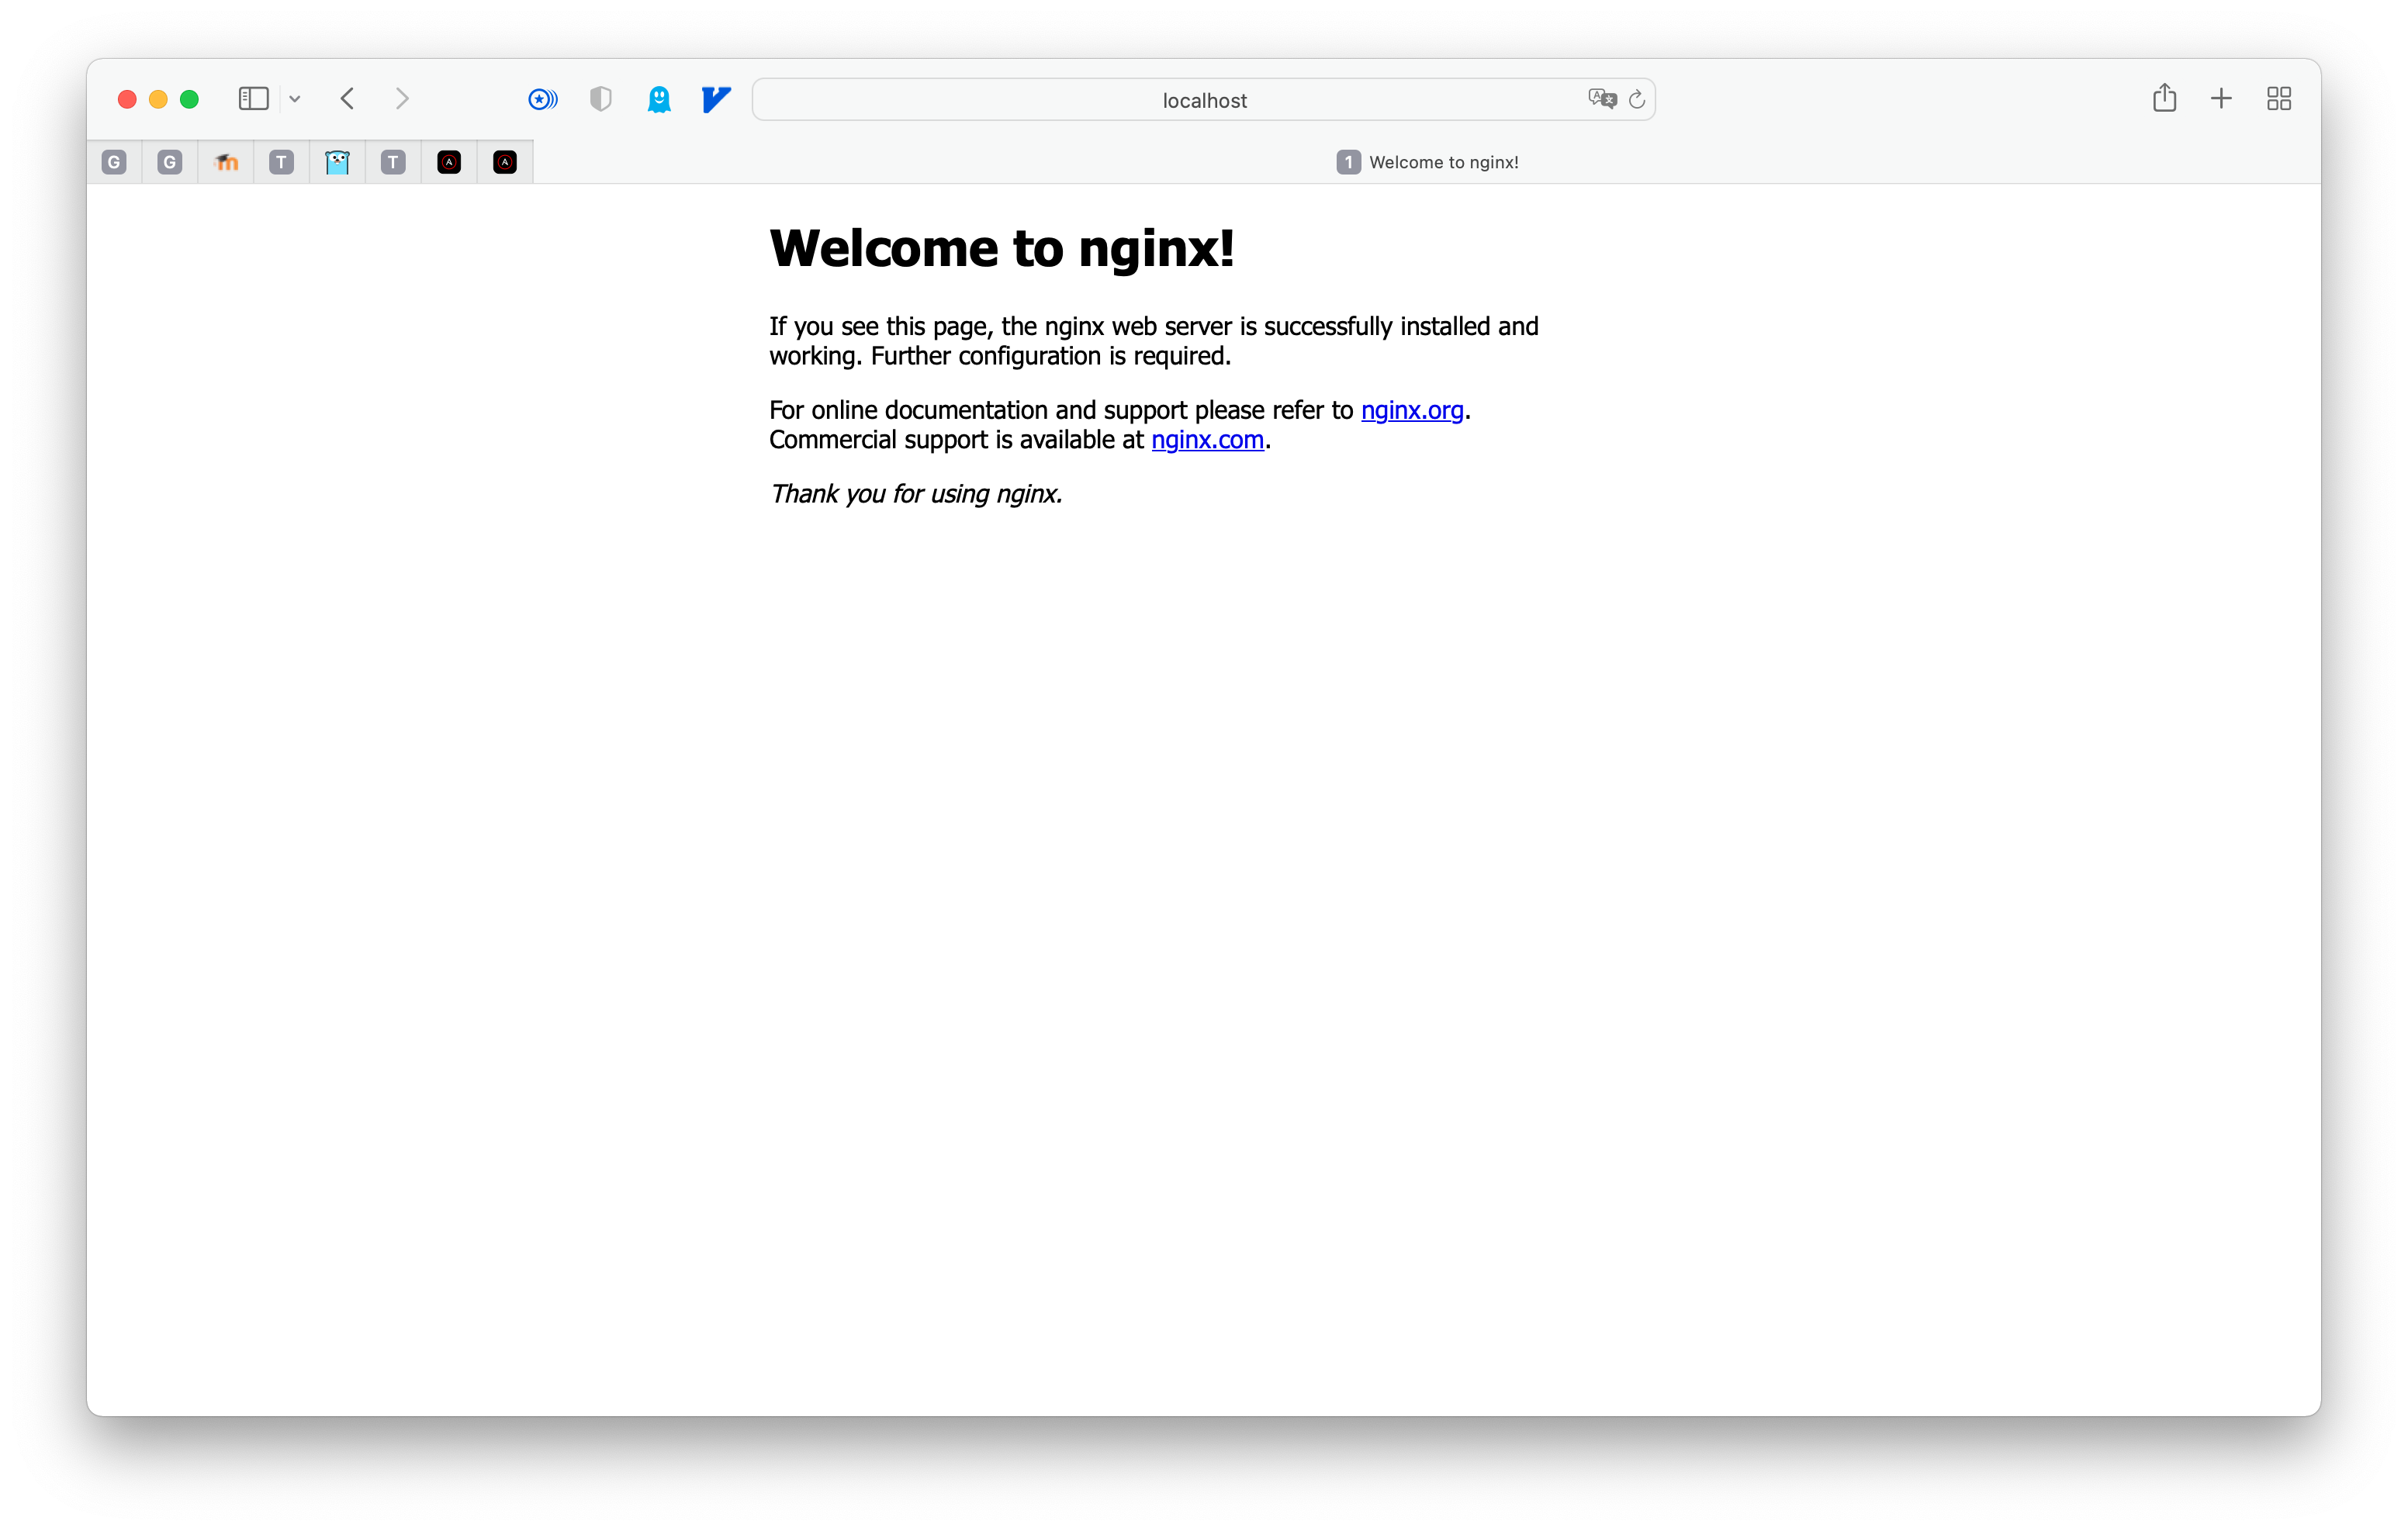 localhost
G
G
m
T
T
A
A
1 Welcome to nginx!
Welcome to nginx!
If you see this page, the nginx web server is successfully installed and
working. Further configuration is required.
For online documentation and support please refer to nginx.org.
Commercial support is available at nginx.com.
Thank you for using nginx.